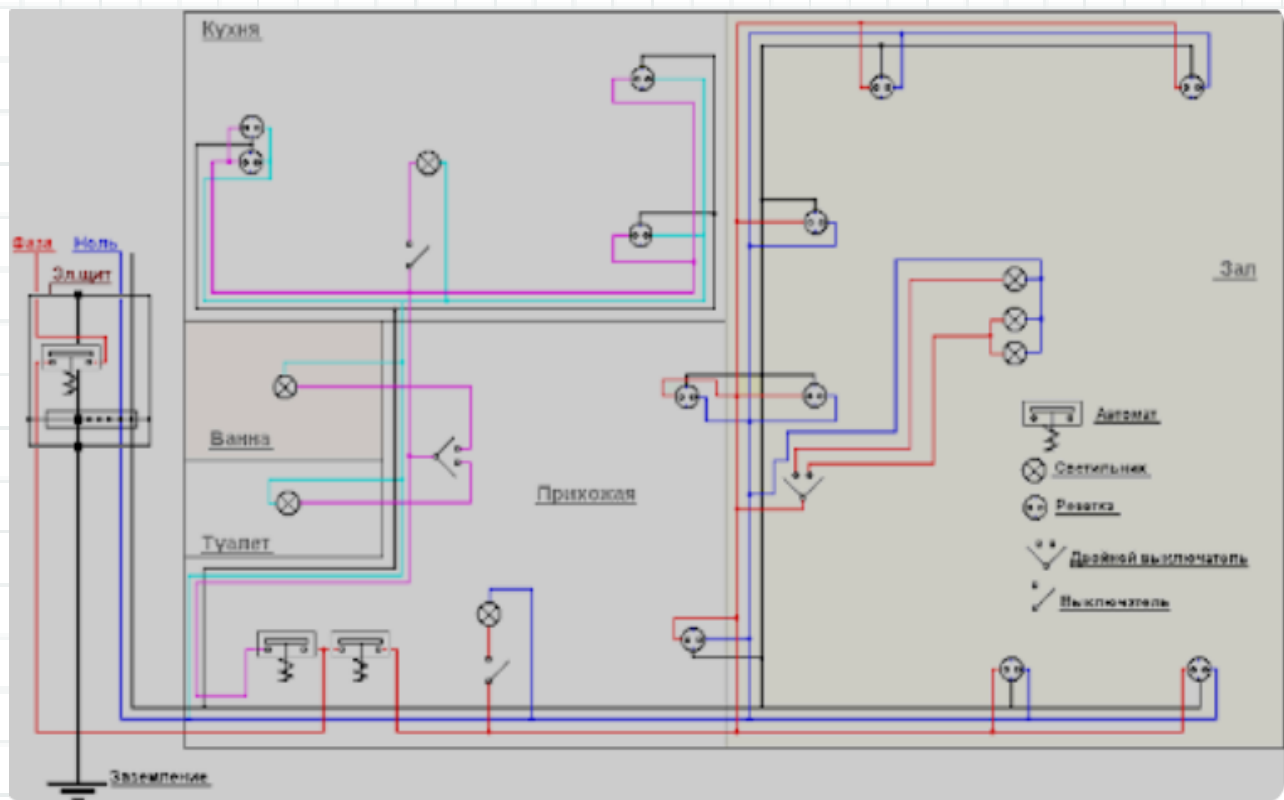 Кухня
Фаза Ноль
Эл.щит
Зал
Автомат
Ванна
Светильник
Прихожая
Розетка
Туалет
Двойной выключатель
Выключатель
Заземление